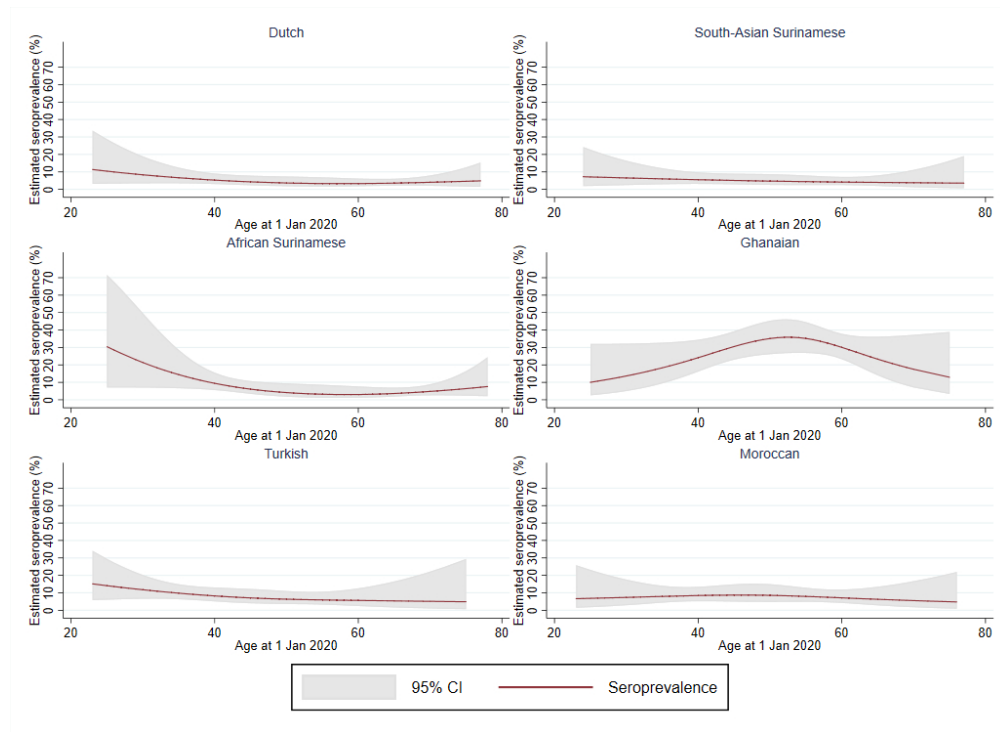 Dutch
Estimated seroprevalence (%)
0 10 20 30 40 50 60 70
20 40 60 80
Age at 1 Jan 2020
South-Asian Surinamese
Estimated seroprevalence (%)
0 10 20 30 40 50 60 70
20 40 60 80
Age at 1 Jan 2020
African Surinamese
Estimated seroprevalence (%)
0 10 20 30 40 50 60 70
20 40 60 80
Age at 1 Jan 2020
Ghanaian
Estimated seroprevalence (%)
0 10 20 30 40 50 60 70
20 40 60 80
Age at 1 Jan 2020
Turkish
Estimated seroprevalence (%)
0 10 20 30 40 50 60 70
20 40 60 80
Age at 1 Jan 2020
Moroccan
Estimated seroprevalence (%)
0 10 20 30 40 50 60 70
20 40 60 80
Age at 1 Jan 2020
95% CI
Seroprevalence